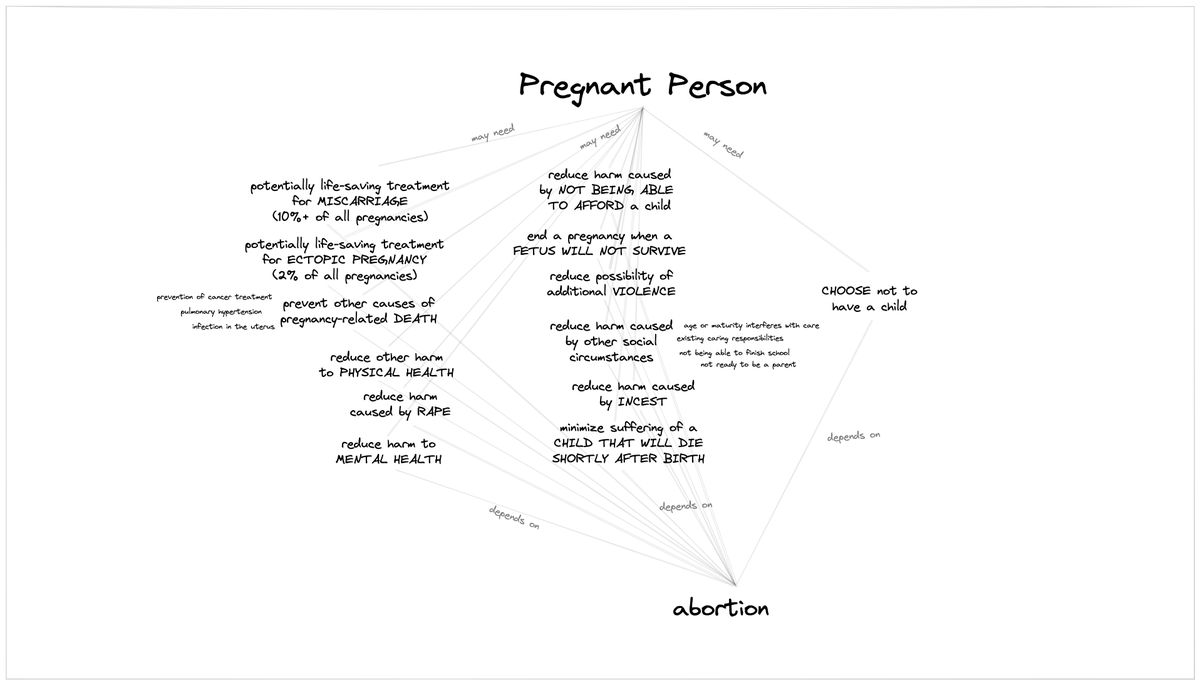 Pregnant Person
may need
may need
may need
potentially life-saving treatment
for MISCARRIAGE
(10%+ of all pregnancies)
potentially life-saving treatment
for ECTOPIC PREGNANCY
(2% of all pregnancies)
prevention of cancer treatment
pulmonary hypertension
infection in the uterus
prevent other causes of
pregnancy-related DEATH
reduce other harm
to PHYSICAL HEALTH
reduce harm
caused by RAPE
reduce harm to
MENTAL HEALTH
reduce harm caused
by NOT BEING ABLE
TO AFFORD a child
end a pregnancy when a
FETUS WILL NOT SURVIVE
reduce possibility of
additional VIOLENCE
reduce harm caused
by other social
circumstances
age or maturity interferes with care
existing caring responsibilities
not being able to finish school
not ready to be a parent
reduce harm caused
by INCEST
minimize suffering of a
CHILD THAT WILL DIE
SHORTLY AFTER BIRTH
CHOOSE not to
have a child
depends on
depends on
depends on
abortion